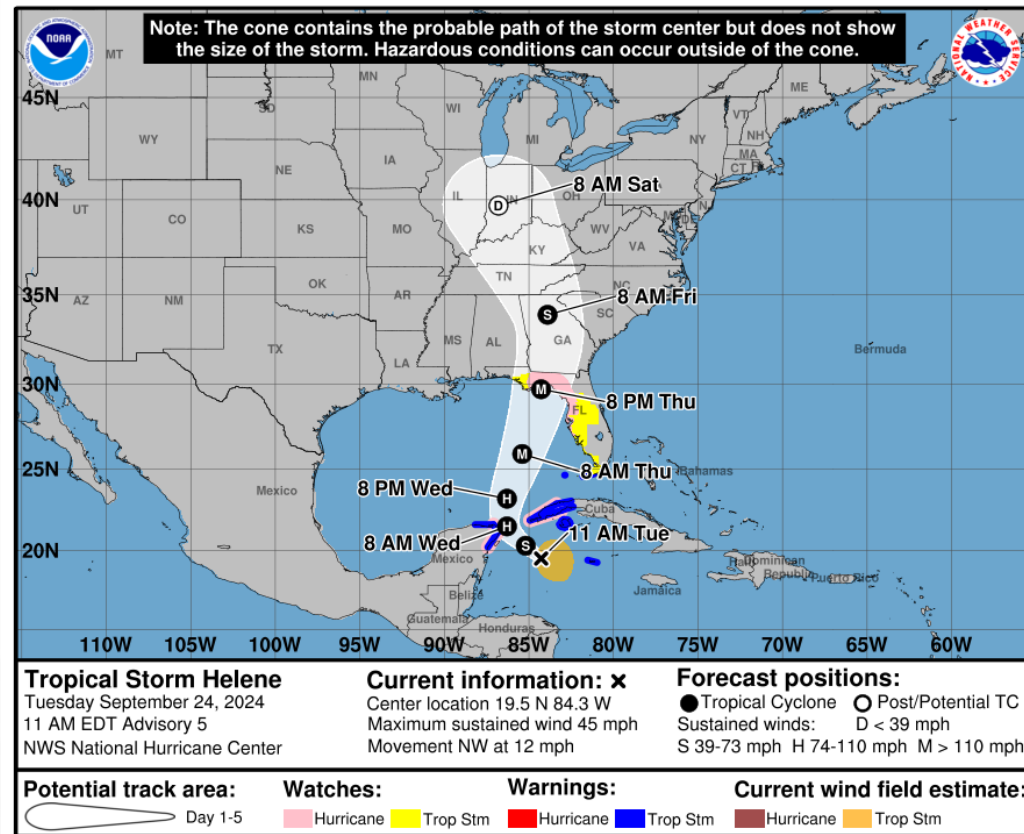 Note: The cone contains the probable path of the storm center but does not show
the size of the storm. Hazardous conditions can occur outside of the cone.
NOAA
NATIONAL WEATHER SERVICE
MT
MN
ME
45N
SD
WI
VT
NH
WY
MI
NY
MA
CT
IA
NE
8 AM Sat
40N
IL
D
IN
OH
UT
CO
WV
KS
MO
VA
KY
TN
NC
35N
OK
8 AM Fri
AZ
NM
AR
S
SC
MS
AL
GA
TX
Bermuda
LA
30N
M
8 PM Thu
FL
M
25N
8 AM Thu
Bahamas
Mexico
8 PM Wed
H
Cuba
H
11 AM Tue
8 AM Wed
S
20N
Mexico
Dominican
Republic
Puerto Rico
Belize
Jamaica
Guatemala
Honduras
110W 105W 100W 95W 90W 85W 80W 75W 70W 65W 60W
Tropical Storm Helene
Tuesday September 24, 2024
11 AM EDT Advisory 5
NWS National Hurricane Center
Current information: ×
Center location 19.5 N 84.3 W
Maximum sustained wind 45 mph
Movement NW at 12 mph
Forecast positions:
Tropical Cyclone Post/Potential TC
Sustained winds: D < 39 mph
S 39-73 mph H 74-110 mph M > 110 mph
Potential track area:
Day 1-5
Watches:
Hurricane Trop Stm
Warnings:
Hurricane Trop Stm
Current wind field estimate:
Hurricane Trop Stm